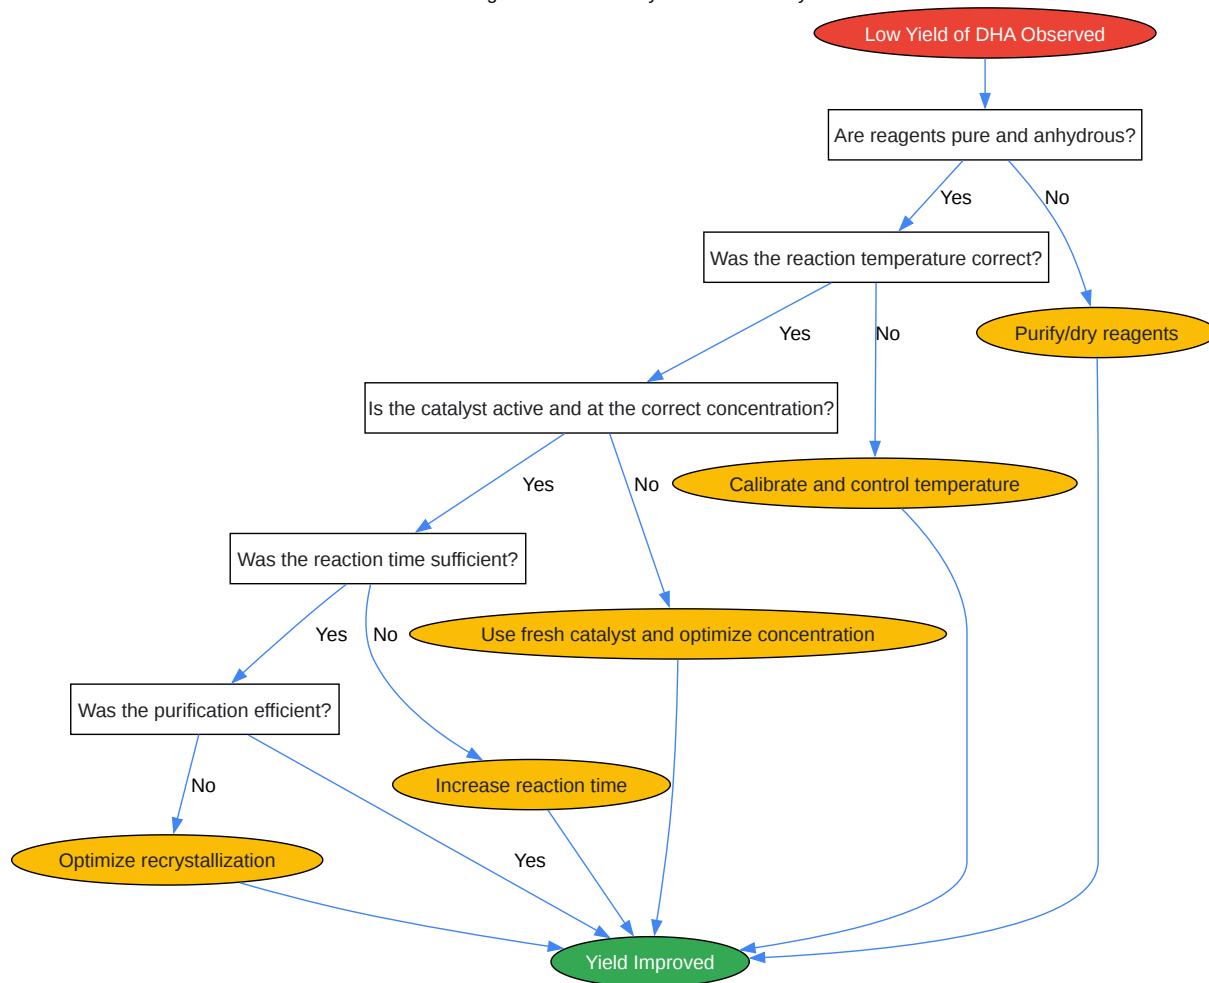 Low Yield of DHA Observed
Are reagents pure and anhydrous?
Yes
No
Was the reaction temperature correct?
Yes
No
Purify/dry reagents
Is the catalyst active and at the correct concentration?
Yes
No
Calibrate and control temperature
Was the reaction time sufficient?
Yes
No
Use fresh catalyst and optimize concentration
Was the purification efficient?
No
Increase reaction time
Yes
Optimize recrystallization
Yield Improved